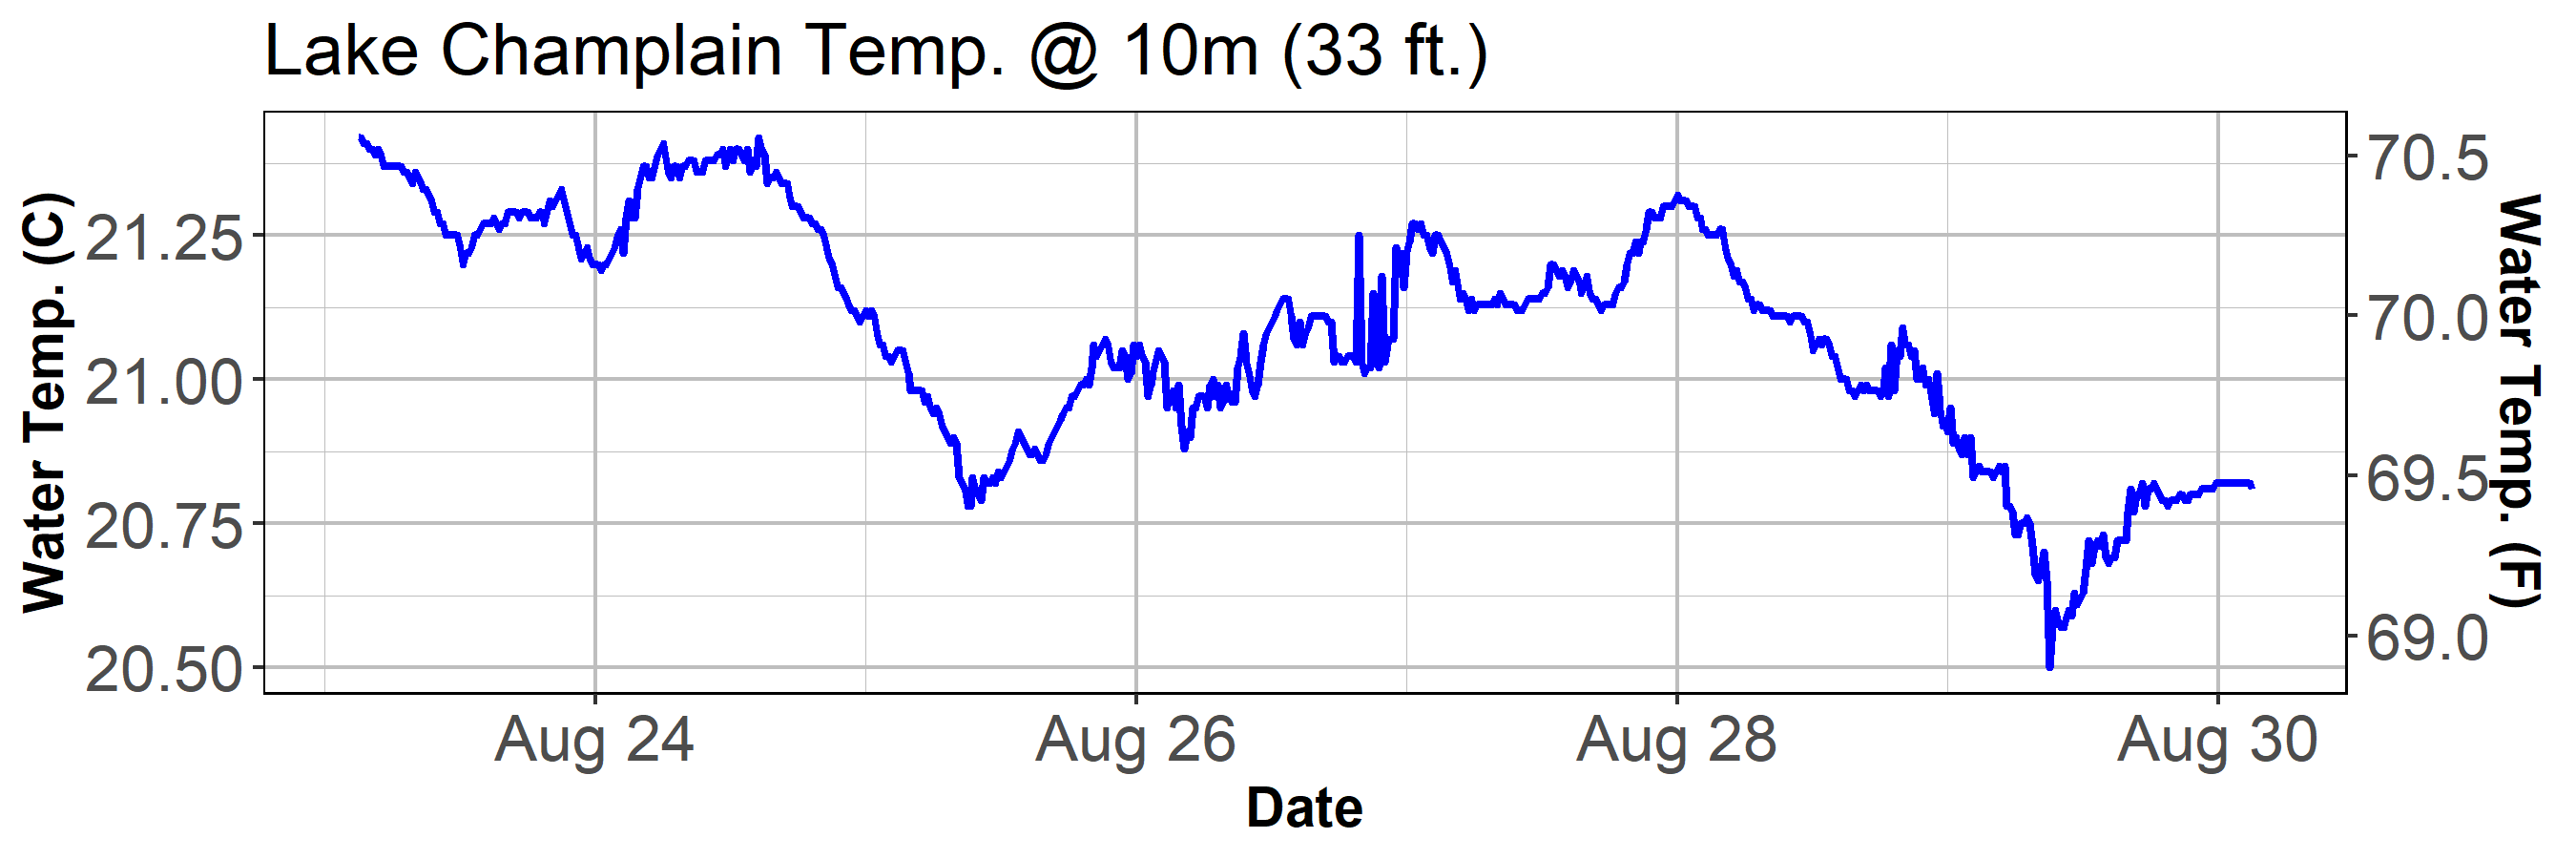 Lake Champlain Temp. @ 10m (33 ft.)
Water Temp. (C)
21.25
21.00
20.75
20.50
70.5
70.0
69.5
69.0
Water Temp. (F)
Aug 24 Aug 26 Aug 28 Aug 30
Date